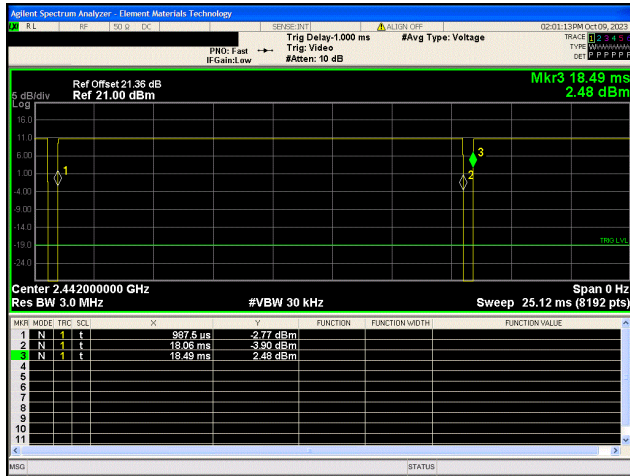 Agilent Spectrum Analyzer - Element Materials Technology
RL RF 50 Ω DC SENSE:INT ALIGN OFF 02:01:13PM Oct 09, 2023
Trig Delay-1.000 ms #Avg Type: Voltage TRACE 1 2 3 4 5 6
PNO: Fast Trig: Video TYPE
IFGain:Low #Atten: 10 dB DET P P P P P P
Mkr3 18.49 ms
Ref Offset 21.36 dB
5 dB/div Ref 21.00 dBm 2.48 dBm
Log
16.0
11.0
6.00
1.00
-4.00
-9.00
-14.0
-19.0
-24.0
1
2
3
TRIG LVL
Center 2.442000000 GHz Span 0 Hz
Res BW 3.0 MHz #VBW 30 kHz Sweep 25.12 ms (8192 pts)
MKR MODE TRC SCL X Y FUNCTION FUNCTION WIDTH FUNCTION VALUE
1 N 1 t 987.5 µs -2.77 dBm
2 N 1 t 18.06 ms -3.90 dBm
3 N 1 t 18.49 ms 2.48 dBm
4
5
6
7
8
9
10
11
MSG STATUS